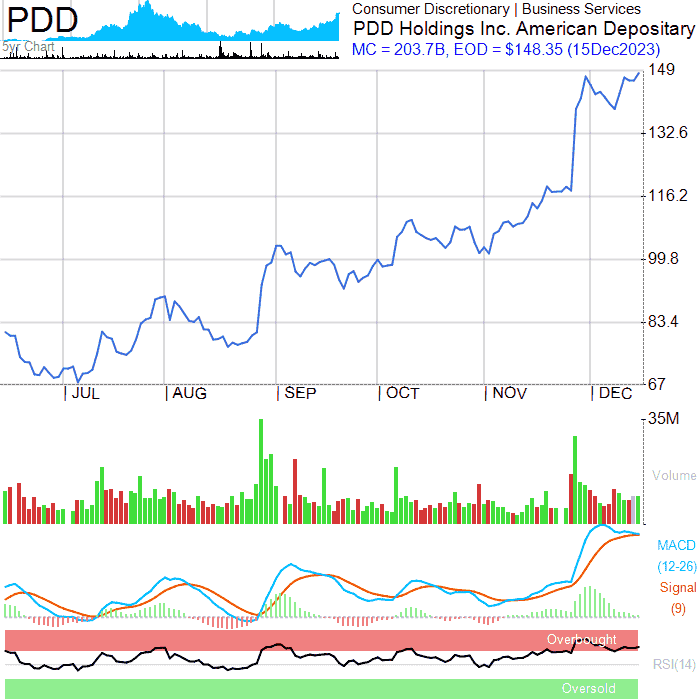 PDD
5yr Chart
Consumer Discretionary | Business Services
PDD Holdings Inc. American Depositary
MC = 203.7B, EOD = $148.35 (15Dec2023)
149
132.6
116.2
99.8
83.4
67
| JUL | AUG | SEP | OCT | NOV | DEC
35M
Volume
MACD
(12-26)
Signal
(9)
Overbought
RSI(14)
Oversold